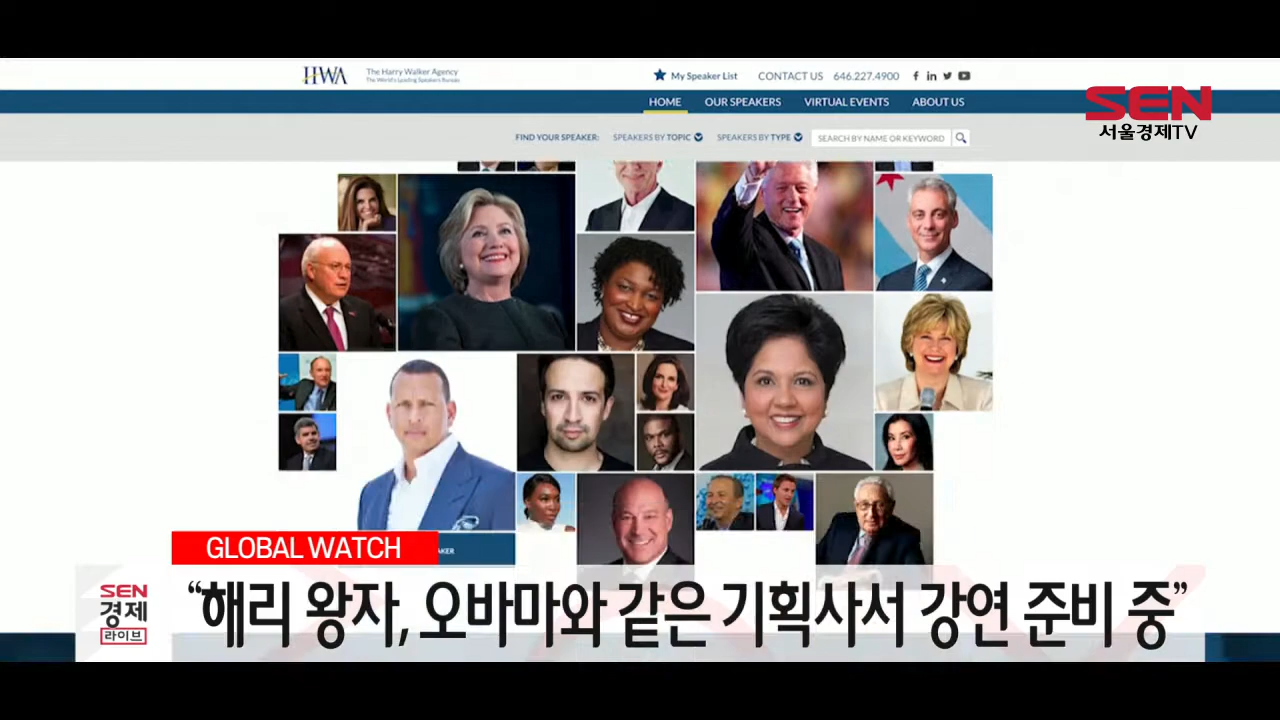 HWA
The Harry Walker Agency
The World's Leading Speakers Bureau
My Speaker List
CONTACT US
646.227.4900
HOME
OUR SPEAKERS
VIRTUAL EVENTS
ABOUT US
SEN
서울경제TV
FIND YOUR SPEAKER:
SPEAKERS BY TOPIC
SPEAKERS BY TYPE
SEARCH BY NAME OR KEYWORD
GLOBAL WATCH
SEN
경제
라이브
“해리 왕자, 오바마와 같은 기획사서 강연 준비 중”